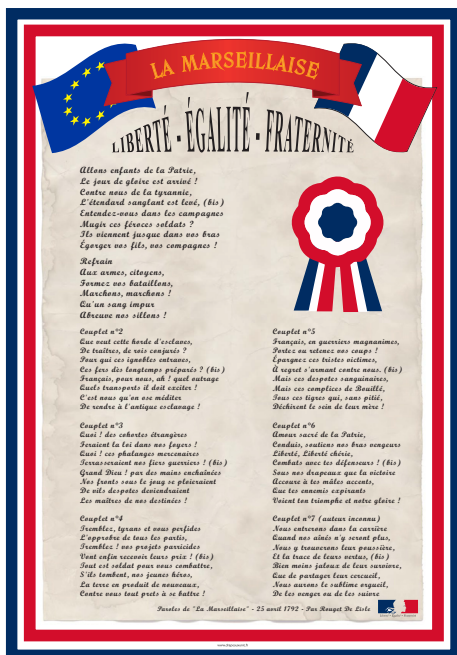 LA MARSEILLAISE
LIBERTÉ - ÉGALITÉ - FRATERNITÉ
Allons enfants de la Patrie,
Le jour de gloire est arrivé !
Contre nous de la tyrannie,
L'étendard sanglant est levé, (bis)
Entendez-vous dans les campagnes
Mugir ces féroces soldats ?
Ils viennent jusque dans vos bras
Égorger vos fils, vos compagnes !
Refrain
Aux armes, citoyens,
Formez vos bataillons,
Marchons, marchons !
Qu'un sang impur
Abreuve nos sillons !
Couplet n°2
Que veut cette horde d'esclaves,
De traîtres, de rois conjurés ?
Pour qui ces ignobles entraves,
Ces fers dès longtemps préparés ? (bis)
Français, pour nous, ah ! quel outrage
Quels transports il doit exciter !
C'est nous qu'on ose méditer
De rendre à l'antique esclavage !
Couplet n°3
Quoi ! des cohortes étrangères
Feraient la loi dans nos foyers !
Quoi ! ces phalanges mercenaires
Terrasseraient nos fiers guerriers ! (bis)
Grand Dieu ! par des mains enchaînées
Nos fronts sous le joug se ploieraient
De vils despotes deviendraient
Les maîtres de nos destinées !
Couplet n°4
Tremblez, tyrans et vous perfides
L'opprobre de tous les partis,
Tremblez ! vos projets parricides
Vont enfin recevoir leurs prix ! (bis)
Tout est soldat pour vous combattre,
S'ils tombent, nos jeunes héros,
La terre en produit de nouveaux,
Contre vous tout prets à se battre !
Couplet n°5
Français, en guerriers magnanimes,
Portez ou retenez vos coups !
Épargnez ces tristes victimes,
À regret s'armant contre nous. (bis)
Mais ces despotes sanguinaires,
Mais ces complices de Bouillé,
Tous ces tigres qui, sans pitié,
Déchirent le sein de leur mère !
Couplet n°6
Amour sacré de la Patrie,
Conduis, soutiens nos bras vengeurs
Liberté, Liberté chérie,
Combats avec tes défenseurs ! (bis)
Sous nos drapeaux que la victoire
Accoure à tes mâles accents,
Que tes ennemis expirants
Voient ton triomphe et notre gloire !
Couplet n°7 (auteur inconnu)
Nous entrerons dans la carrière
Quand nos aînés n'y seront plus,
Nous y trouverons leur poussière,
Et la trace de leurs vertus, (bis)
Bien moins jaloux de leur survivre,
Que de partager leur cercueil,
Nous aurons le sublime orgueil,
De les venger ou de les suivre
Paroles de "La Marseillaise" - 25 avril 1792 - Par Rouget De Lisle